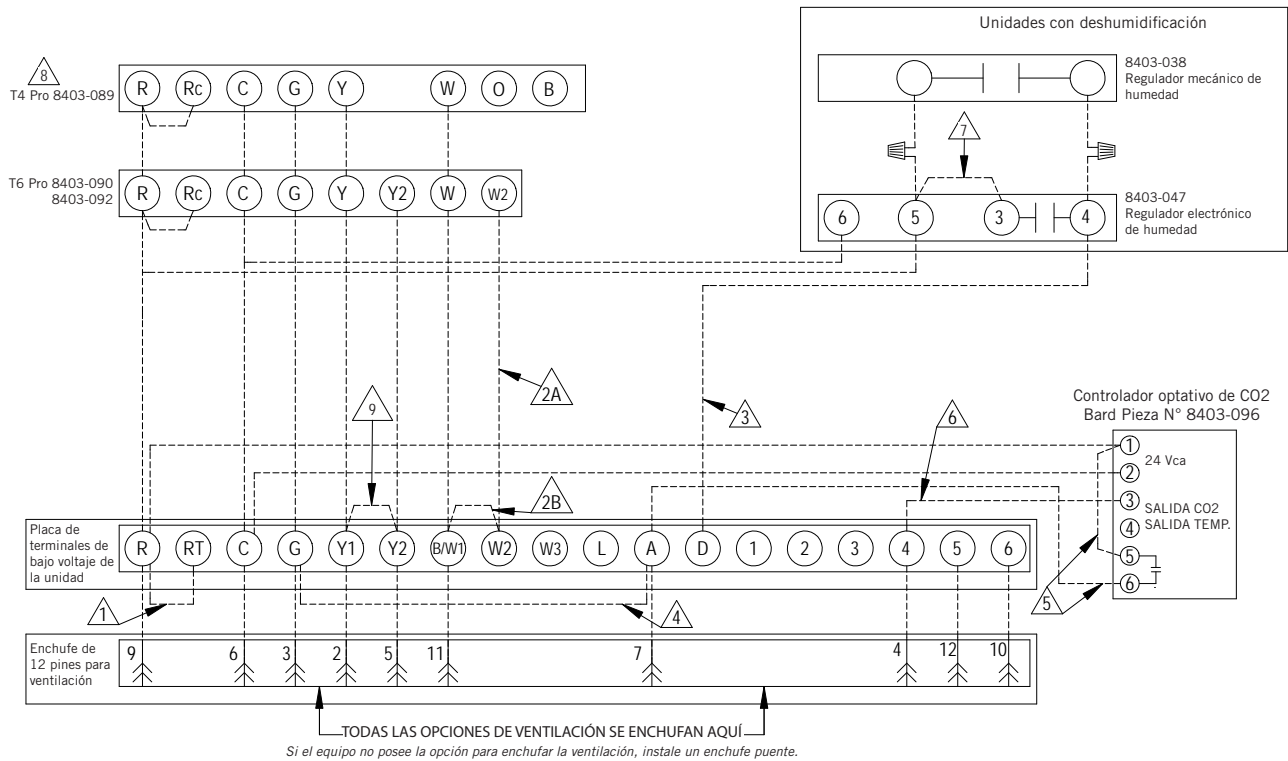 Unidades con deshumidificación
8
T4 Pro 8403-089
R Rc C G Y W O B
8403-038
Regulador mecánico de
humedad
7
T6 Pro 8403-090
8403-092
R Rc C G Y Y2 W W2
6 5 3 4
8403-047
Regulador electrónico
de humedad
2A
9
3
6
Controlador optativo de CO2
Bard Pieza N° 8403-096
1
24 Vca
2
3
SALIDA CO2
4
SALIDA TEMP.
5
6
2B
5
Placa de
terminales de
bajo voltaje de
la unidad
R RT C G Y1 Y2 B/W1 W2 W3 L A D 1 2 3 4 5 6
1
4
Enchufe de
12 pines para
ventilación
9 6 3 2 5 11 7 4 12 10
TODAS LAS OPCIONES DE VENTILACIÓN SE ENCHUFAN AQUÍ
Si el equipo no posee la opción para enchufar la ventilación, instale un enchufe puente.